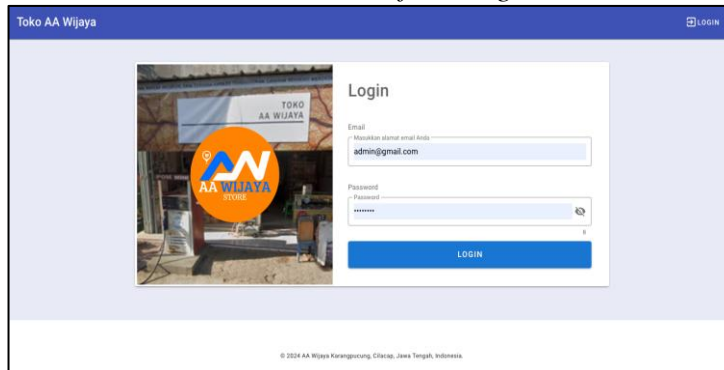 Toko AA Wijaya
LOGIN
TOKO
AA WIJAYA
AA WIJAYA
STORE
Login
Email
Masukkan alamat email Anda
admin@gmail.com
Password
Password
••••••••
8
LOGIN
© 2024 AA Wijaya Karangpucung, Cilacap, Jawa Tengah, Indonesia.